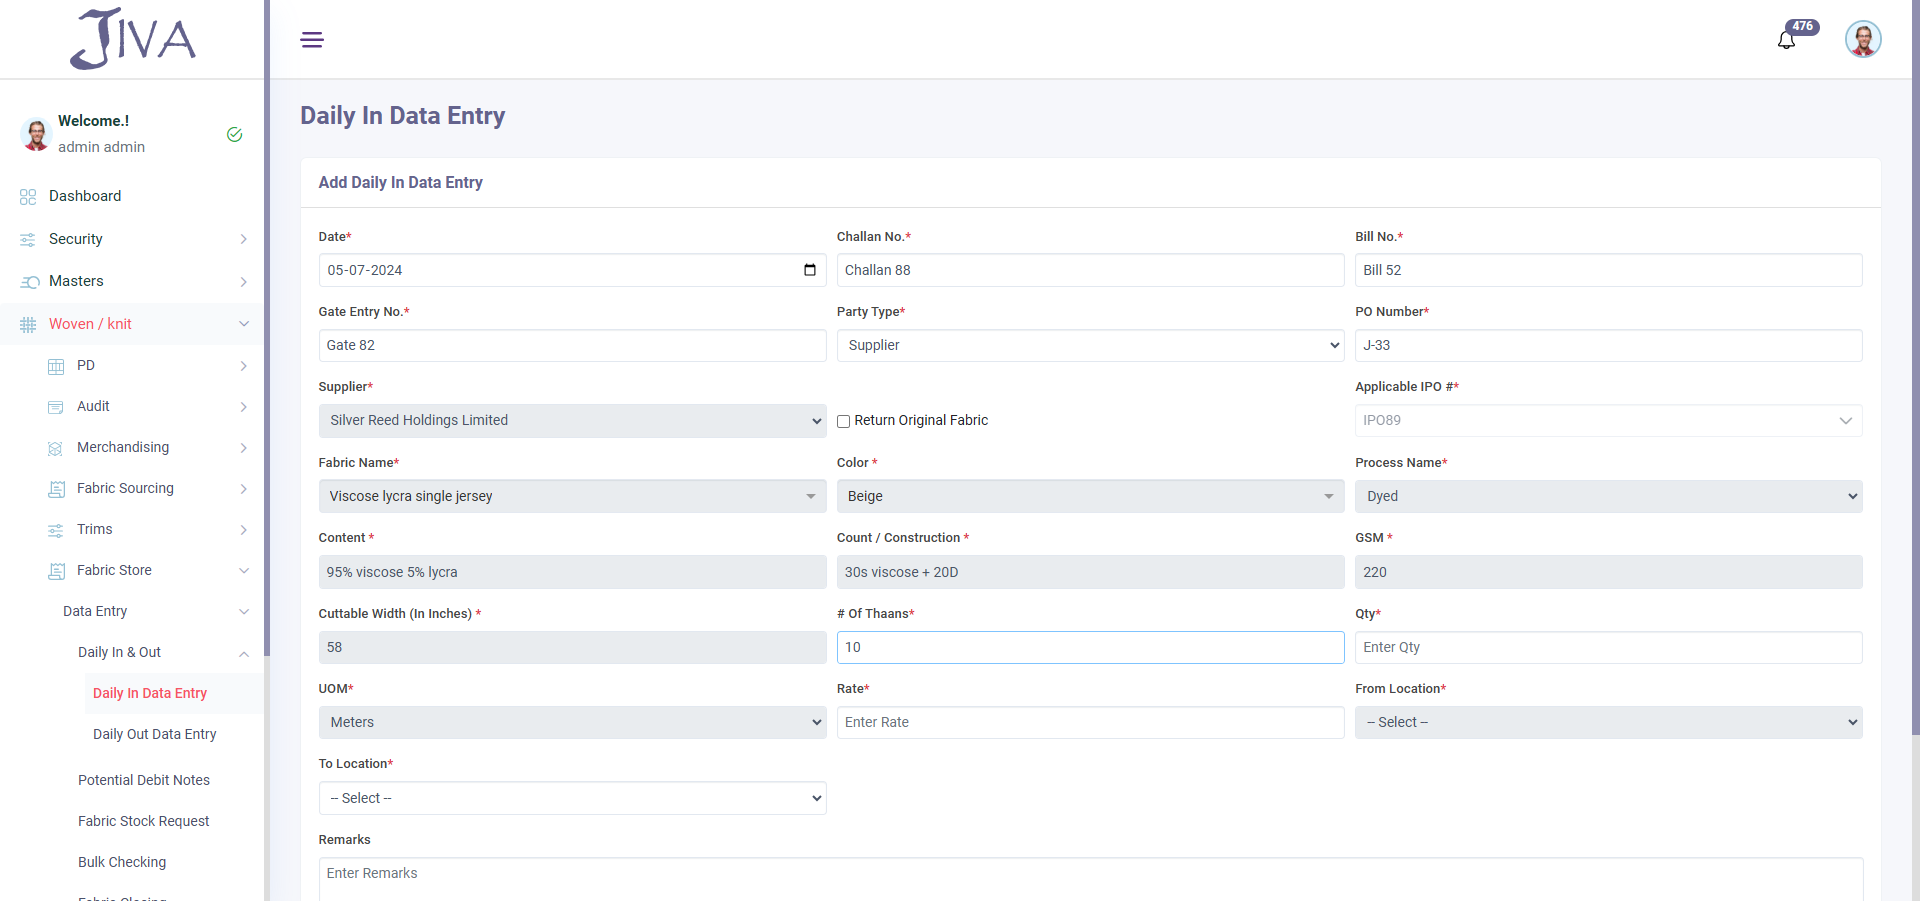 JIVA
476
Welcome.!
admin admin
Dashboard
Security
Masters
Woven / knit
PD
Audit
Merchandising
Fabric Sourcing
Trims
Fabric Store
Data Entry
Daily In & Out
Daily In Data Entry
Daily Out Data Entry
Potential Debit Notes
Fabric Stock Request
Bulk Checking
Fabric Closing
Daily In Data Entry
Add Daily In Data Entry
Date* Challan No.* Bill No.*
05-07-2024 Challan 88 Bill 52
Gate Entry No.* Party Type* PO Number*
Gate 82 Supplier J-33
Supplier* Applicable IPO #*
Silver Reed Holdings Limited Return Original Fabric IPO89
Fabric Name* Color * Process Name*
Viscose lycra single jersey Beige Dyed
Content * Count / Construction * GSM *
95% viscose 5% lycra 30s viscose + 20D 220
Cuttable Width (In Inches) * # Of Thaans* Qty*
58 10 Enter Qty
UOM* Rate* From Location*
Meters Enter Rate -- Select --
To Location*
-- Select --
Remarks
Enter Remarks